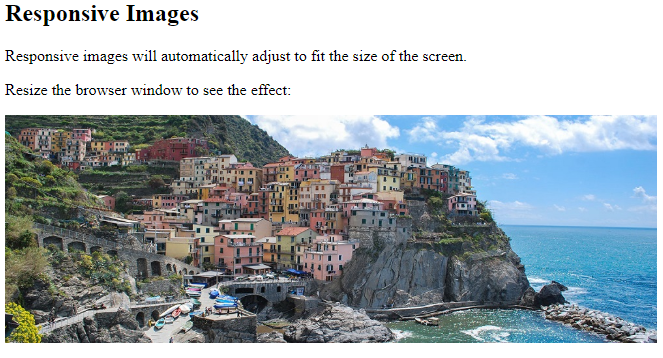 Responsive Images
Responsive images will automatically adjust to fit the size of the screen.
Resize the browser window to see the effect: